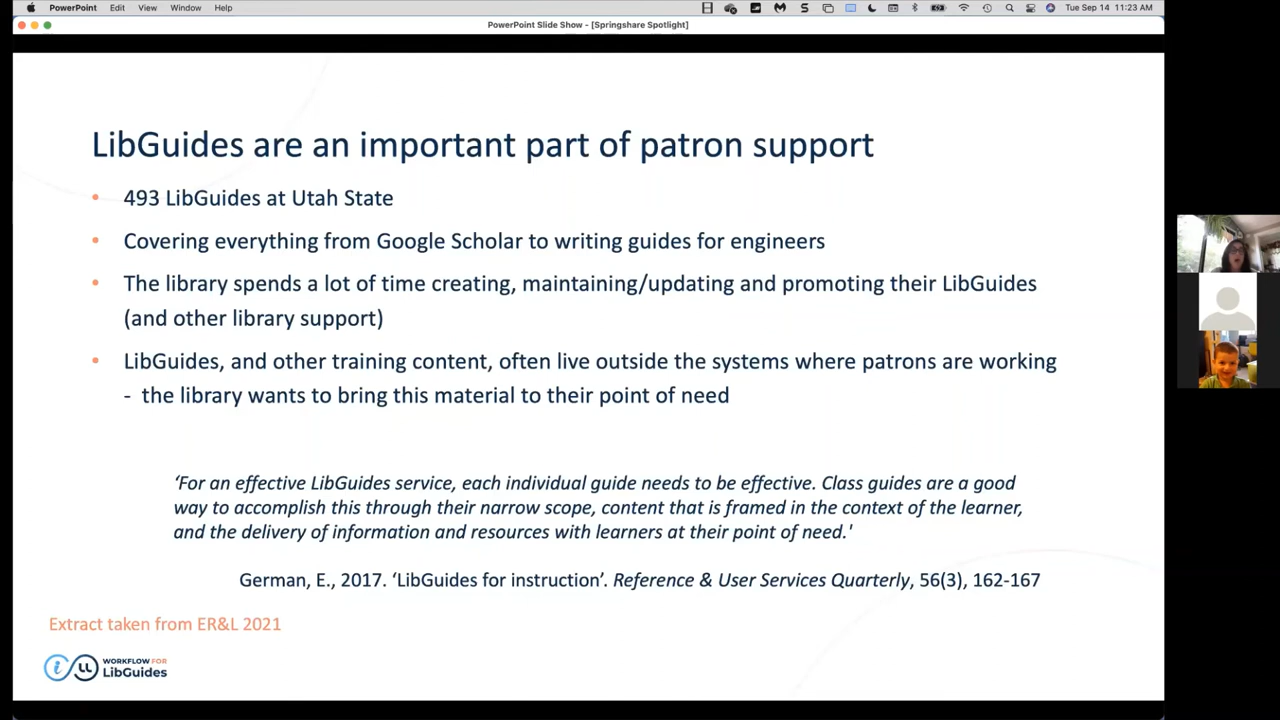 PowerPoint Edit View Window Help Tue Sep 14 11:23 AM
PowerPoint Slide Show - [Springshare Spotlight]
LibGuides are an important part of patron support
• 493 LibGuides at Utah State
• Covering everything from Google Scholar to writing guides for engineers
• The library spends a lot of time creating, maintaining/updating and promoting their LibGuides
(and other library support)
• LibGuides, and other training content, often live outside the systems where patrons are working
- the library wants to bring this material to their point of need
‘For an effective LibGuides service, each individual guide needs to be effective. Class guides are a good
way to accomplish this through their narrow scope, content that is framed in the context of the learner,
and the delivery of information and resources with learners at their point of need.'
German, E., 2017. ‘LibGuides for instruction’. Reference & User Services Quarterly, 56(3), 162-167
Extract taken from ER&L 2021
WORKFLOW FOR
LibGuides